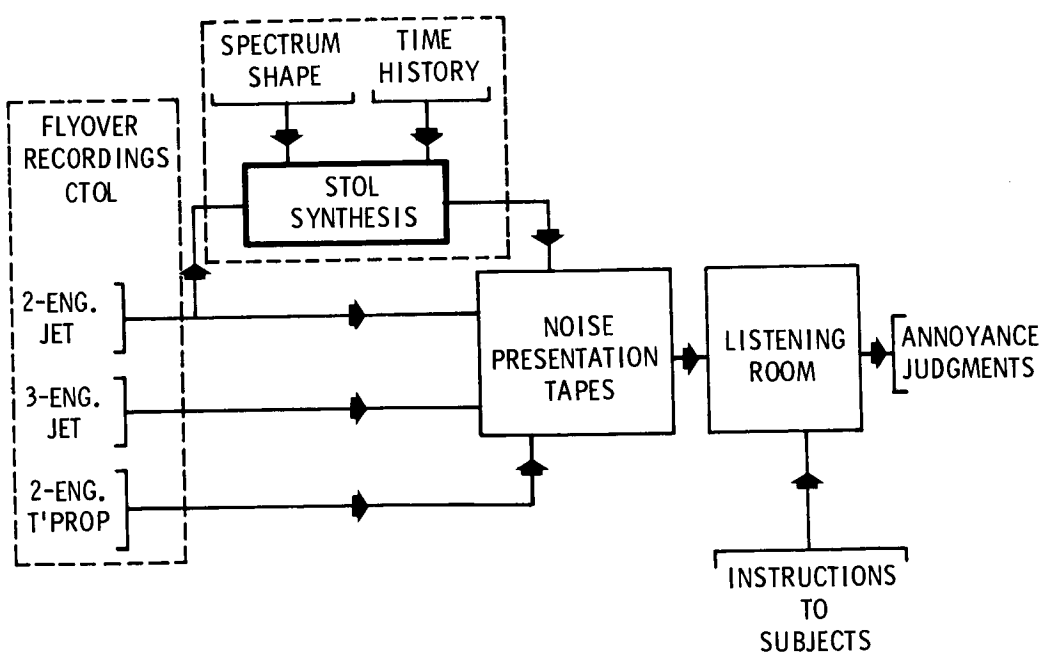 SPECTRUM
SHAPE
TIME
HISTORY
FLYOVER
RECORDINGS
CTOL
STOL
SYNTHESIS
2-ENG.
JET
3-ENG.
JET
2-ENG.
T'PROP
NOISE
PRESENTATION
TAPES
LISTENING
ROOM
ANNOYANCE
JUDGMENTS
INSTRUCTIONS
TO
SUBJECTS